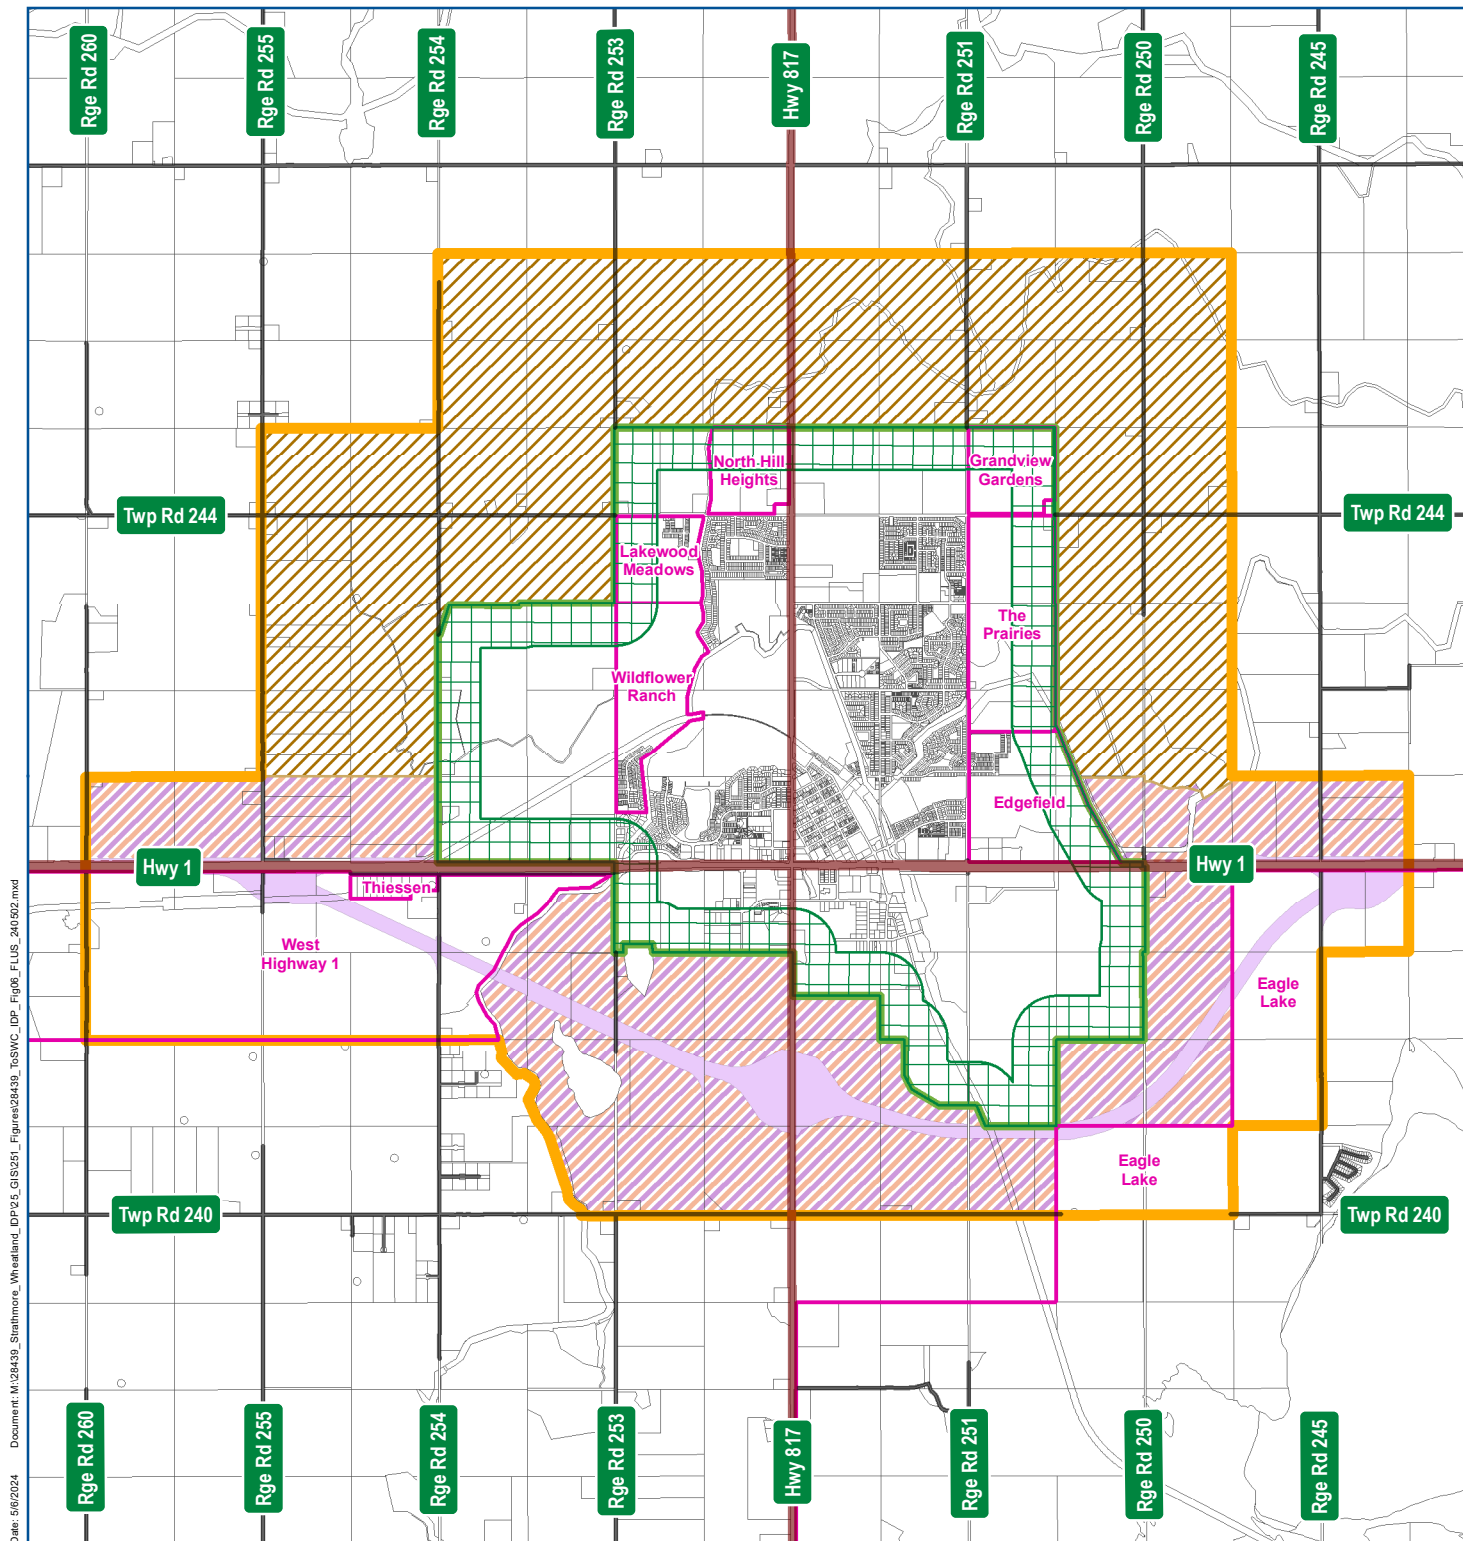 Rge Rd 260
Rge Rd 255
Rge Rd 254
Rge Rd 253
Hwy 817
Rge Rd 251
Rge Rd 250
Rge Rd 245
North Hill
Heights
Grandview
Gardens
Twp Rd 244
Twp Rd 244
Lakewood
Meadows
The
Prairies
Wildflower
Ranch
Edgefield
Hwy 1
Hwy 1
Thiessen
West
Highway 1
Eagle
Lake
Eagle
Lake
Twp Rd 240
Twp Rd 240
Rge Rd 260
Rge Rd 255
Rge Rd 254
Rge Rd 253
Hwy 817
Rge Rd 251
Rge Rd 250
Rge Rd 245
Date: 5/6/2024 Document: M:\28439_Strathmore_Wheatland_IDP\25_GIS\251_Figures\28439_ToSWC_IDP_Fig06_FLUS_240502.mxd